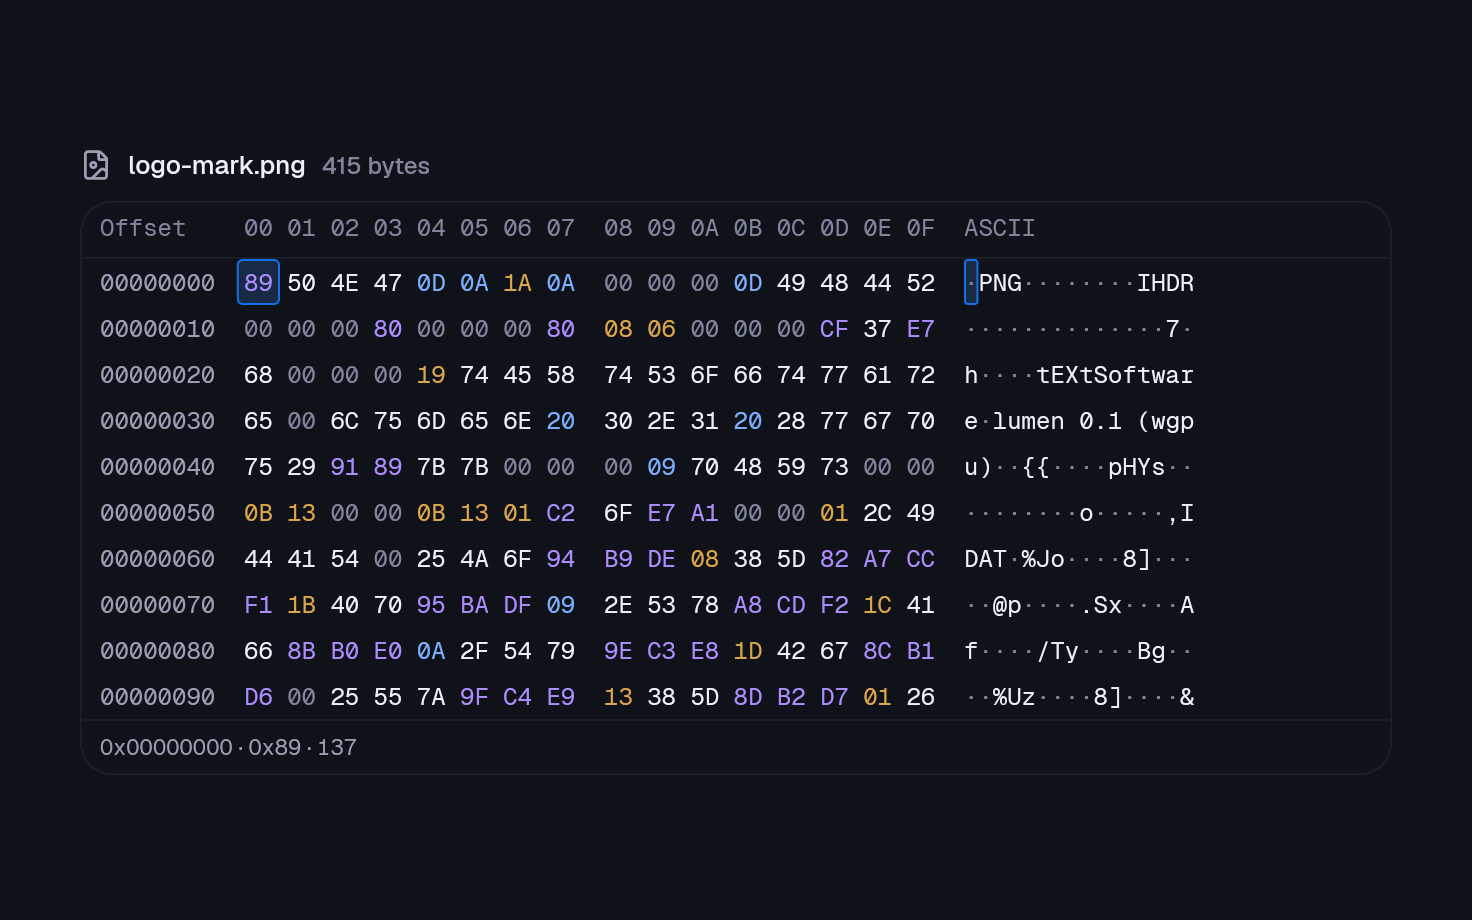 logo-mark.png 415 bytes
Offset 00 01 02 03 04 05 06 07 08 09 0A 0B 0C 0D 0E 0F ASCII
00000000 89 50 4E 47 0D 0A 1A 0A 00 00 00 0D 49 48 44 52 ·PNG········IHDR
00000010 00 00 00 80 00 00 00 80 08 06 00 00 00 CF 37 E7 ··············7·
00000020 68 00 00 00 19 74 45 58 74 53 6F 66 74 77 61 72 h····tEXtSoftwar
00000030 65 00 6C 75 6D 65 6E 20 30 2E 31 20 28 77 67 70 e·lumen 0.1 (wgp
00000040 75 29 91 89 7B 7B 00 00 00 09 70 48 59 73 00 00 u)··{{····pHYs··
00000050 0B 13 00 00 0B 13 01 C2 6F E7 A1 00 00 01 2C 49 ········o·····,I
00000060 44 41 54 00 25 4A 6F 94 B9 DE 08 38 5D 82 A7 CC DAT·%Jo····8]···
00000070 F1 1B 40 70 95 BA DF 09 2E 53 78 A8 CD F2 1C 41 ··@p····.Sx····A
00000080 66 8B B0 E0 0A 2F 54 79 9E C3 E8 1D 42 67 8C B1 f····/Ty····Bg··
00000090 D6 00 25 55 7A 9F C4 E9 13 38 5D 8D B2 D7 01 26 ··%Uz····8]····&
0x00000000·0x89·137